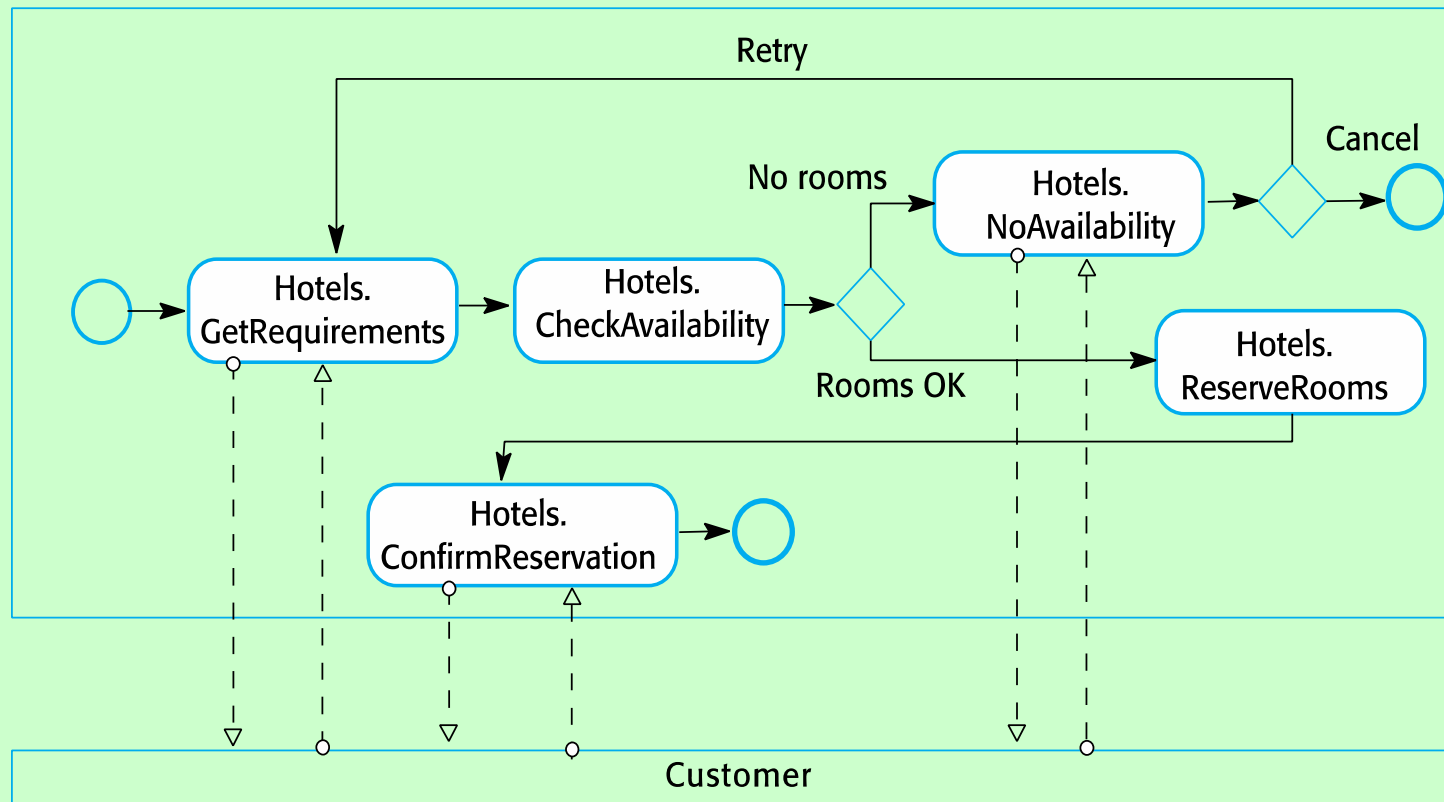 Retry
Cancel
No rooms
Hotels.
NoAvailability
Hotels.
GetRequirements
Hotels.
CheckAvailability
Hotels.
ReserveRooms
Rooms OK
Hotels.
ConfirmReservation
Customer